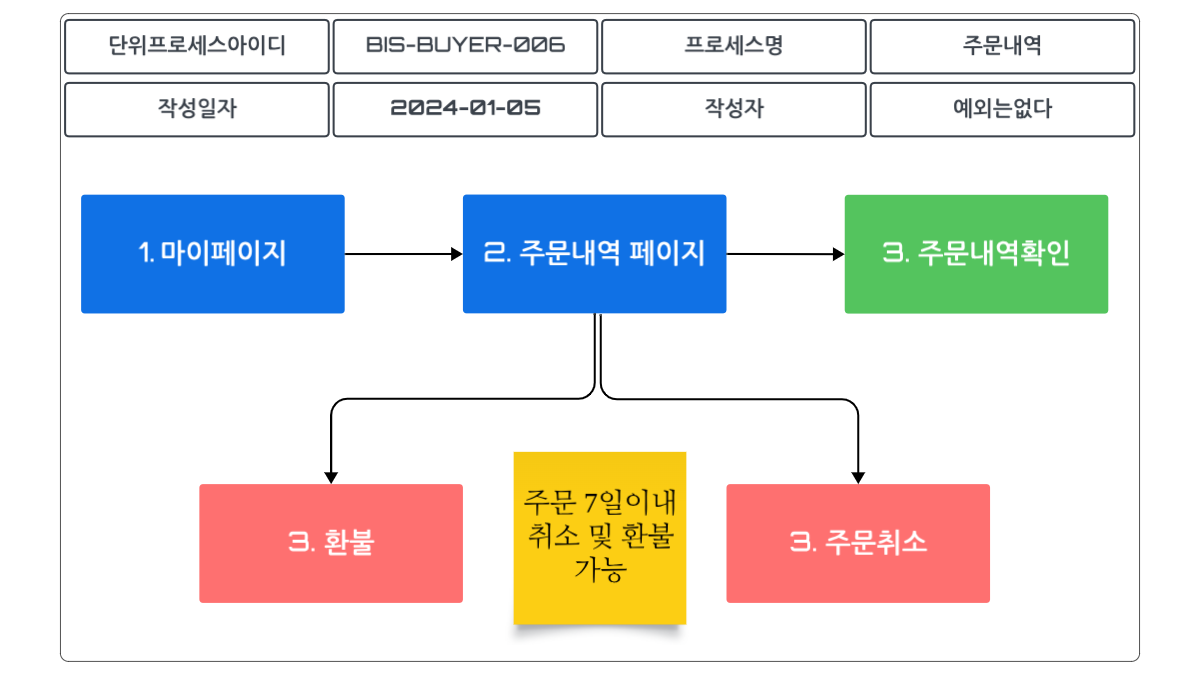 단위프로세스아이디
BIS-BUYER-006
프로세스명
주문내역
작성일자
2024-01-05
작성자
예외는없다
1. 마이페이지
2. 주문내역 페이지
3. 주문내역확인
3. 환불
주문 7일이내
취소 및 환불
가능
3. 주문취소